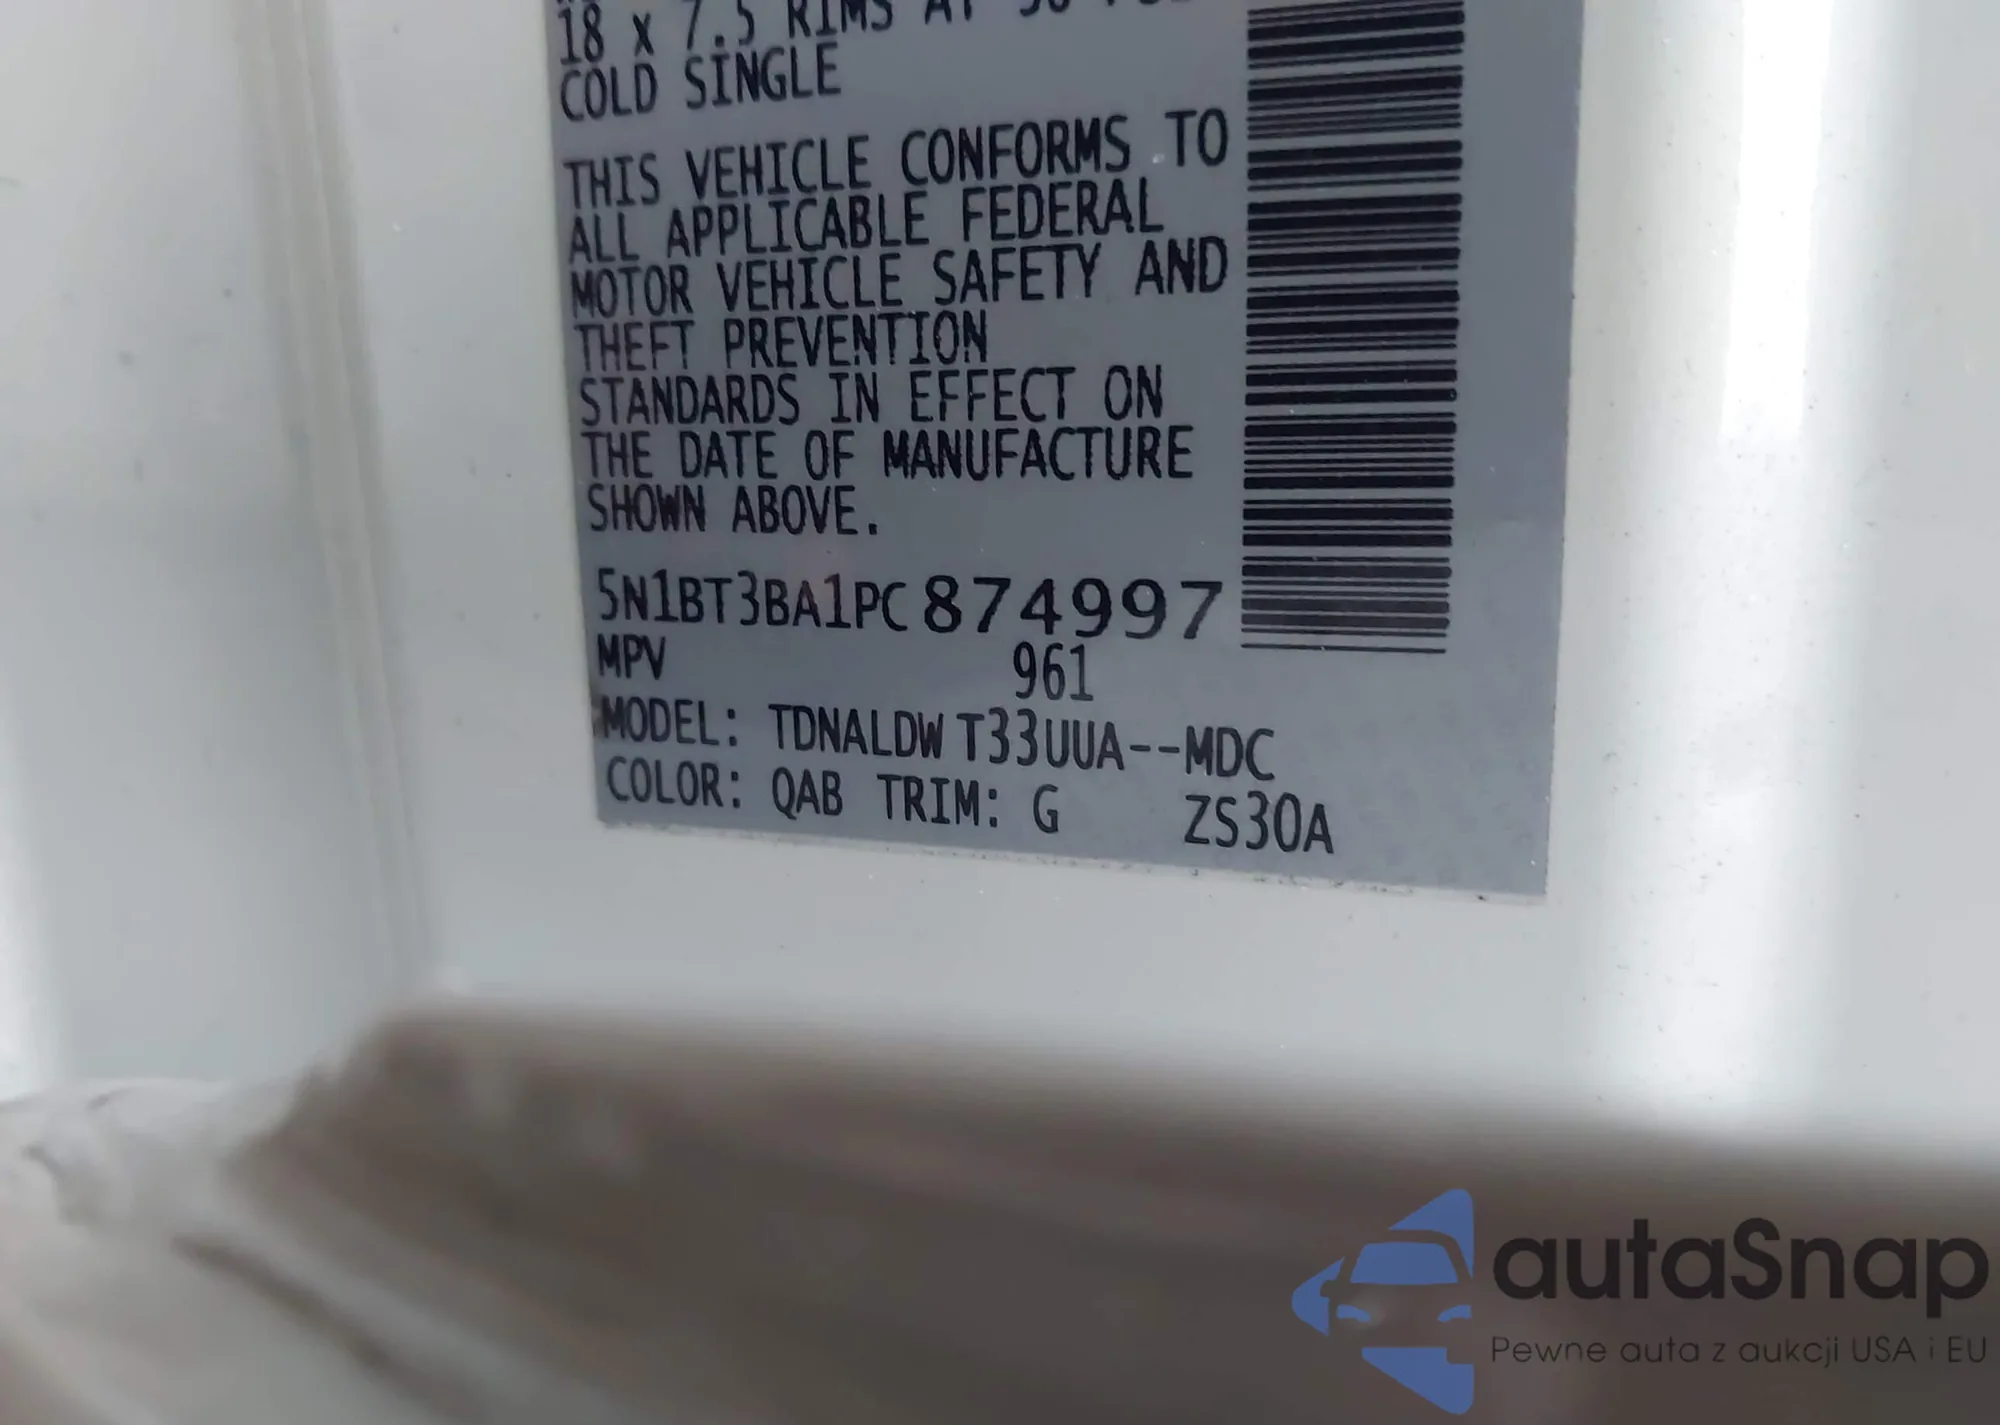 18 x 7.5 RIMS AT
COLD SINGLE
THIS VEHICLE CONFORMS TO
ALL APPLICABLE FEDERAL
MOTOR VEHICLE SAFETY AND
THEFT PREVENTION
STANDARDS IN EFFECT ON
THE DATE OF MANUFACTURE
SHOWN ABOVE.
5N1BT3BA1PC874997
MPV 961
MODEL: TDNALDW T33UUA--MDC
COLOR: QAB TRIM: G ZS30A
autaSnap
Pewne auta z aukcji USA i EU